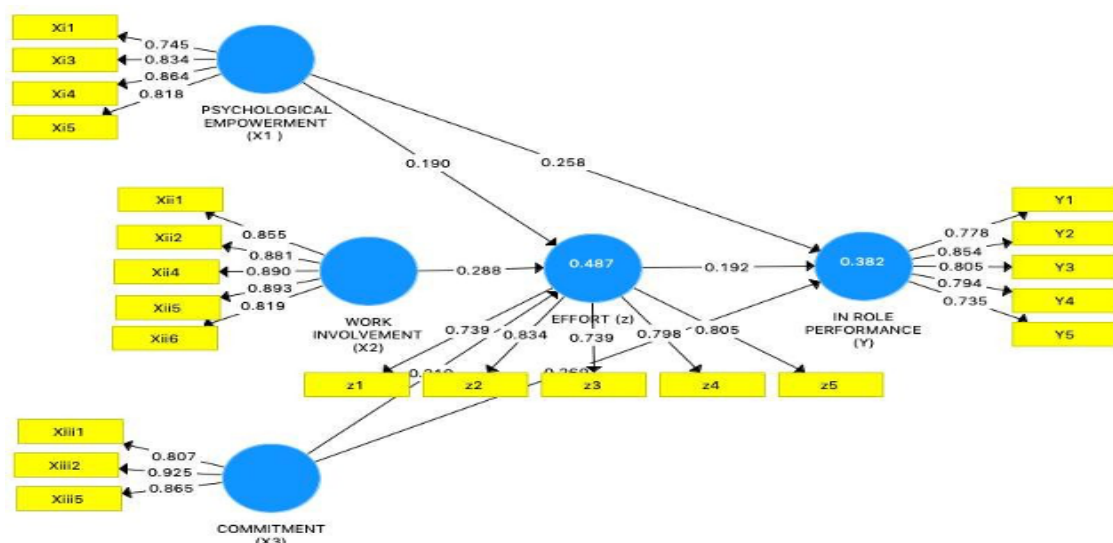 Xi1
0.745
Xi3
0.834
Xi4
0.864
Xi5
0.818
PSYCHOLOGICAL
EMPOWERMENT
(X1 )
0.190
0.258
Xii1
0.855
Xii2
0.881
Xii4
0.890
Xii5
0.893
Xii6
0.819
WORK
INVOLVEMENT
(X2)
0.288
0.487
EFFORT (z)
0.192
0.382
IN ROLE
PERFORMANCE
(Y)
Y1
0.778
Y2
0.854
Y3
0.805
Y4
0.794
Y5
0.735
0.739
0.834
0.739
0.798
0.805
z1
z2
z3
z4
z5
Xiii1
0.807
Xiii2
0.925
Xiii5
0.865
COMMITMENT
(X3)